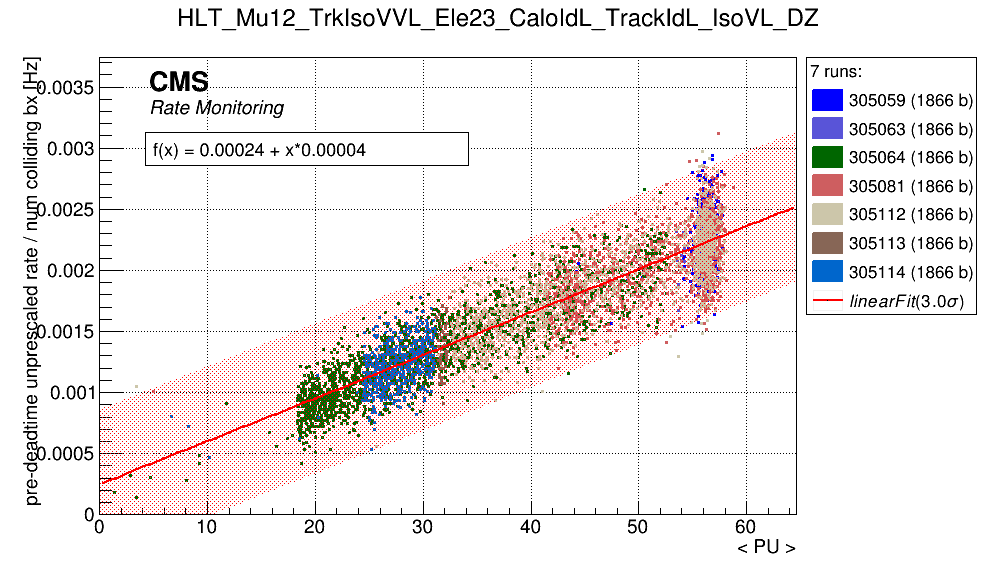 HLT_Mu12_TrkIsoVVL_Ele23_CaloIdL_TrackIdL_IsoVL_DZ
pre-deadtime unprescaled rate / num colliding bx [Hz]
0.0035
0.003
0.0025
0.002
0.0015
0.001
0.0005
0
CMS
Rate Monitoring
f(x) = 0.00024 + x*0.00004
0 10 20 30 40 50 60
< PU >
7 runs:
305059 (1866 b)
305063 (1866 b)
305064 (1866 b)
305081 (1866 b)
305112 (1866 b)
305113 (1866 b)
305114 (1866 b)
linearFit(3.0σ)